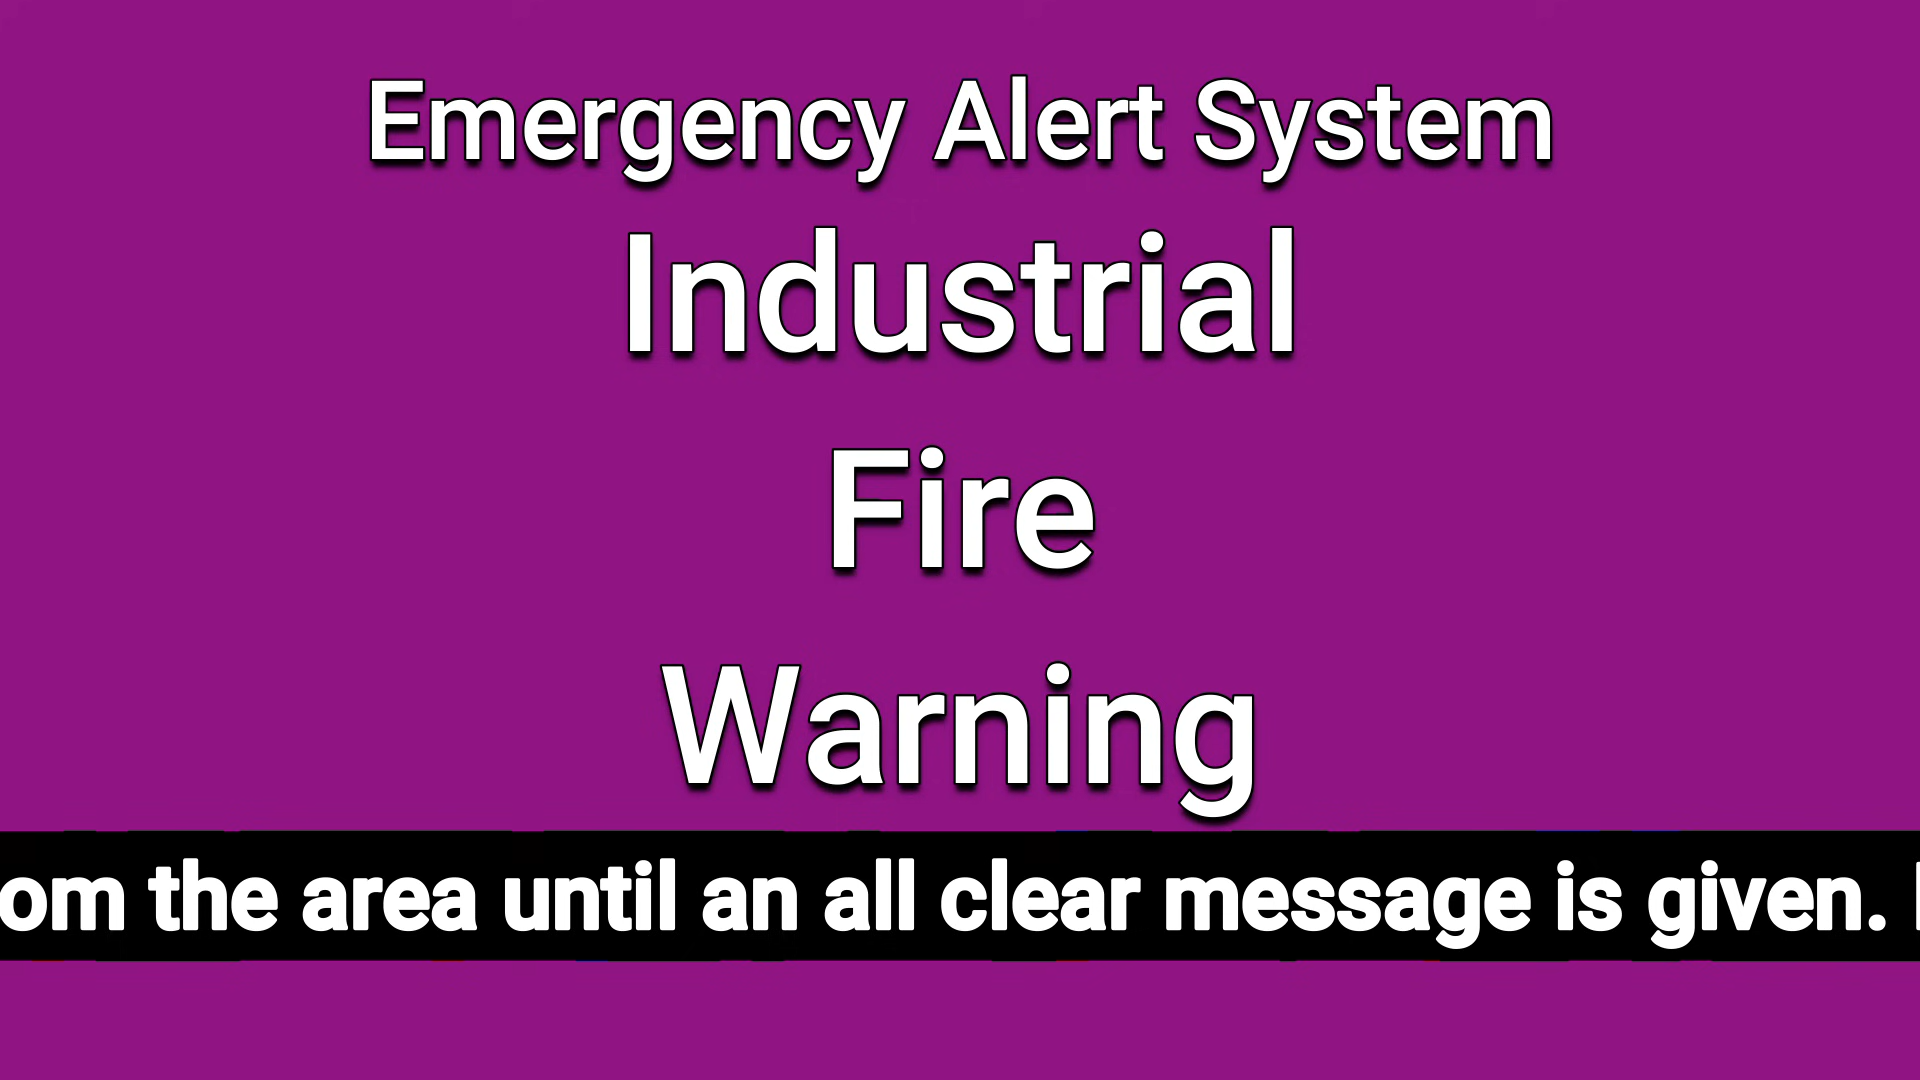 Emergency Alert System
Industrial
Fire
Warning
om the area until an all clear message is given.